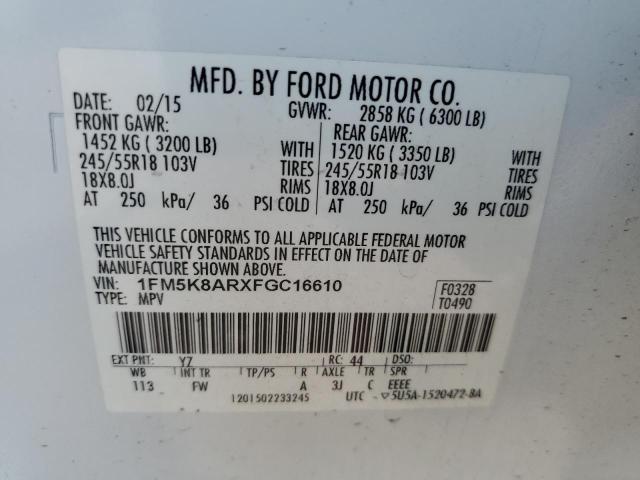 MFD. BY FORD MOTOR CO.
DATE: 02/15 GVWR: 2858 KG ( 6300 LB)
FRONT GAWR: REAR GAWR:
1452 KG ( 3200 LB) WITH 1520 KG ( 3350 LB) WITH
245/55R18 103V TIRES 245/55R18 103V TIRES
18X8.0J RIMS 18X8.0J RIMS
AT 250 kPa/ 36 PSI COLD AT 250 kPa/ 36 PSI COLD
THIS VEHICLE CONFORMS TO ALL APPLICABLE FEDERAL MOTOR
VEHICLE SAFETY STANDARDS IN EFFECT ON THE DATE OF
MANUFACTURE SHOWN ABOVE.
VIN: 1FM5K8ARXFGC16610 F0328
TYPE: MPV T0490
EXT PNT: YZ RC: 44 DSO:
WB INT TR TP/PS R AXLE TR SPR
113 FW A 3J C EEEE
1201502233245 UTC ▽5U5A-1520472-BA